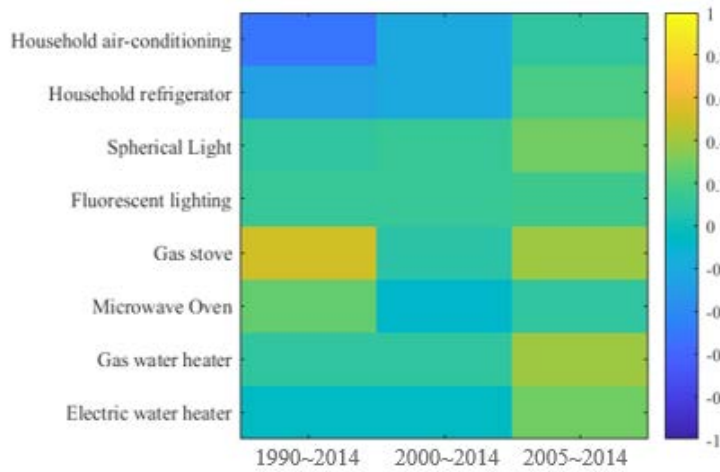 Household air-conditioning
Household refrigerator
Spherical Light
Fluorescent lighting
Gas stove
Microwave Oven
Gas water heater
Electric water heater
1990~2014
2000~2014
2005~2014
1
0
-1